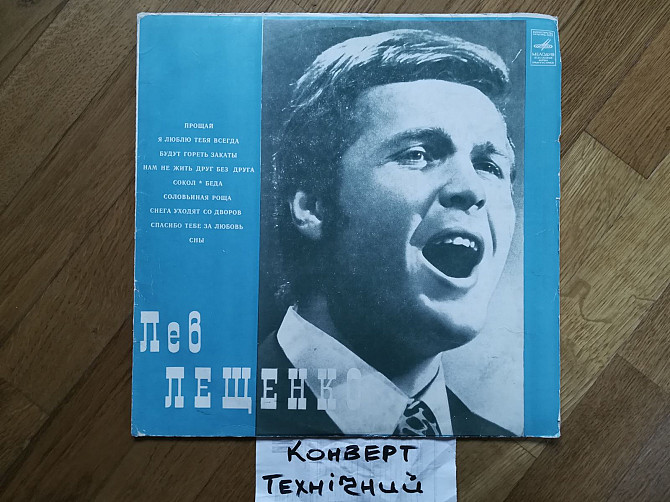 МЕЛОДИЯ
ПРОЩАЙ
Я ЛЮБЛЮ ТЕБЯ ВСЕГДА
БУДУТ ГОРЕТЬ ЗАКАТЫ
НАМ НЕ ЖИТЬ ДРУГ БЕЗ ДРУГА
СОКОЛ * БЕДА
СОЛОВЬИНАЯ РОЩА
СНЕГА УХОДЯТ СО ДВОРОВ
СПАСИБО ТЕБЕ ЗА ЛЮБОВЬ
СНЫ
Лев
ЛЕЩЕНКО
КОНВЕРТ
ТЕХНІЧНИЙ